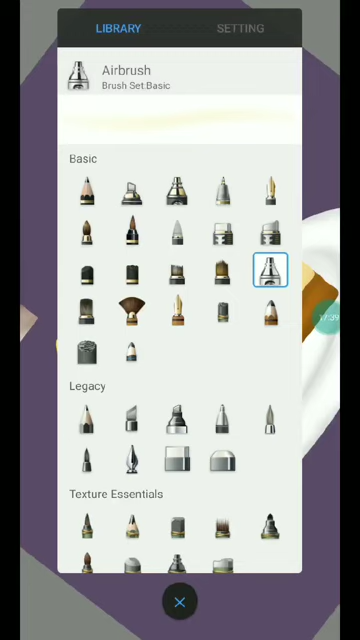 LIBRARY
SETTING
Airbrush
Brush Set:Basic
Basic
Legacy
Texture Essentials